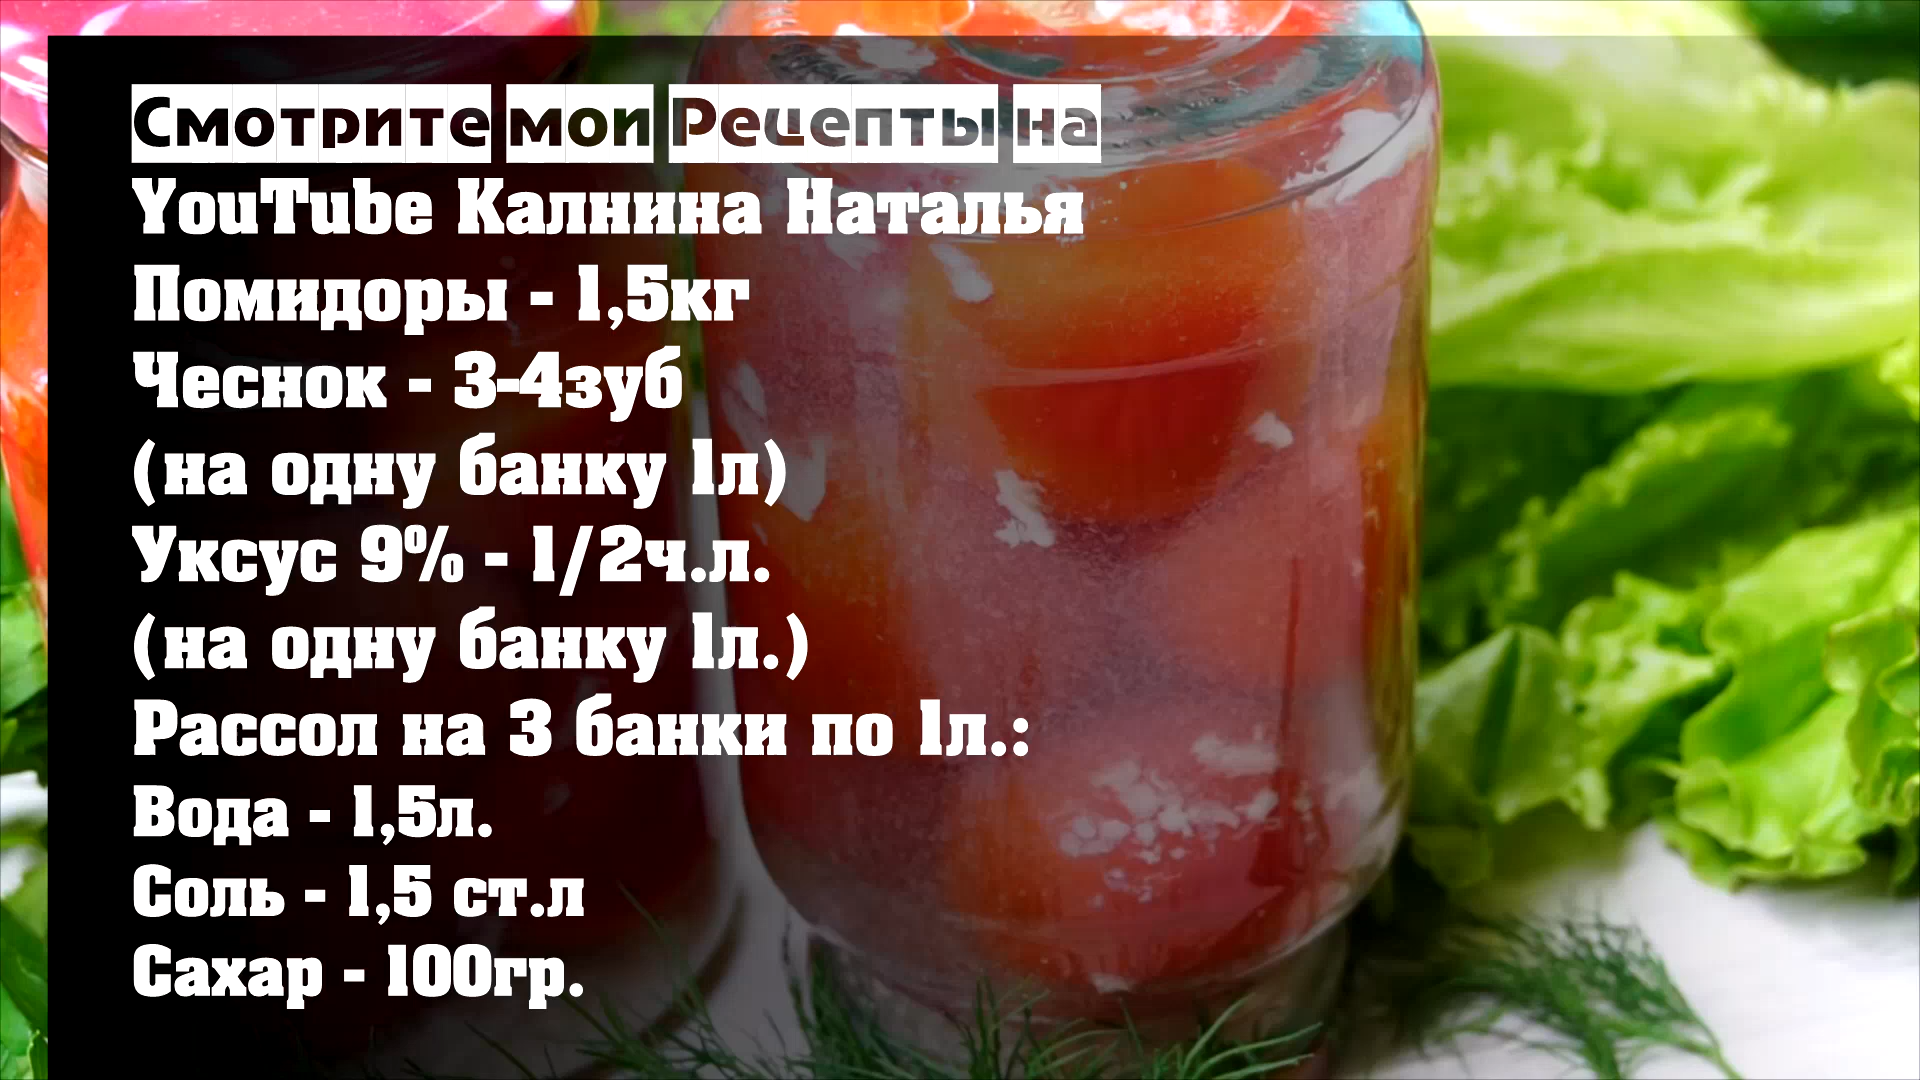 Смотрите мои Рецепты на
YouTube Калнина Наталья
Помидоры - 1,5кг
Чеснок - 3-4зуб
(на одну банку 1л)
Уксус 9% - 1/2ч.л.
(на одну банку 1л.)
Рассол на 3 банки по 1л.:
Вода - 1,5л.
Соль - 1,5 ст.л
Сахар - 100гр.